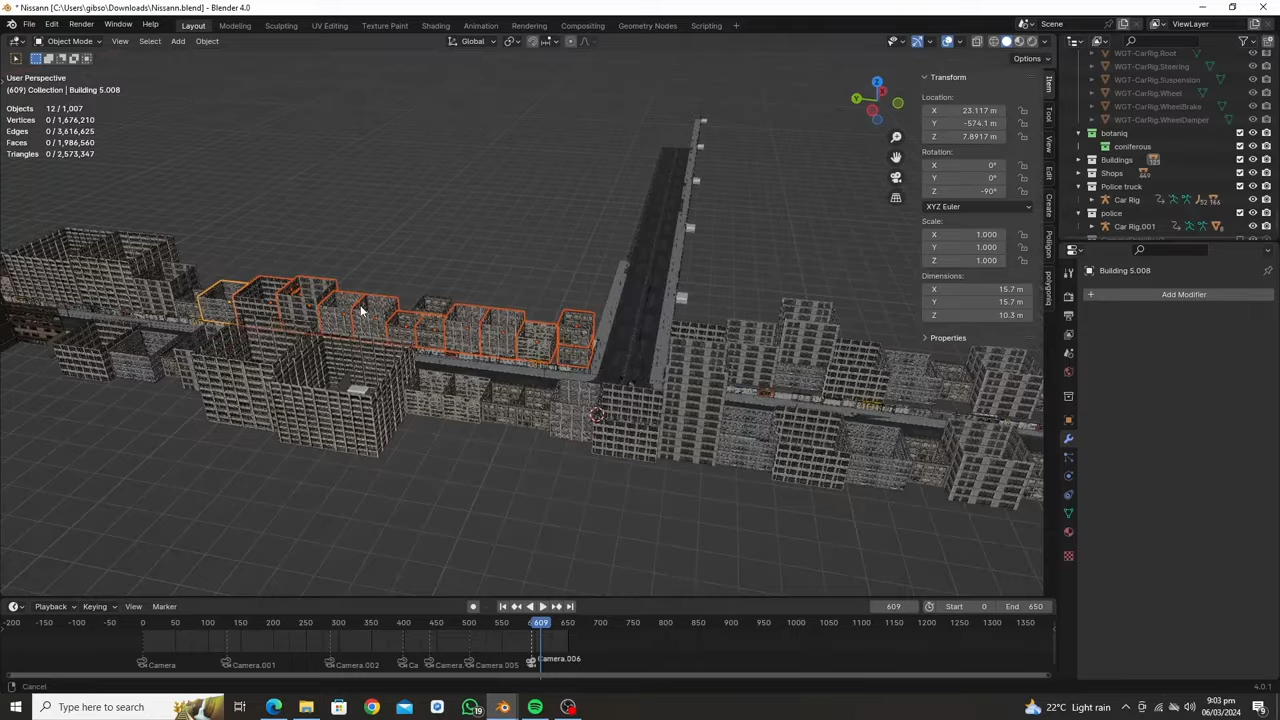 * Nissann [C:\Users\gibso\Downloads\Nissann.blend] - Blender 4.0
File Edit Render Window Help Layout Modeling Sculpting UV Editing Texture Paint Shading Animation Rendering Compositing Geometry Nodes Scripting + Scene ViewLayer
Object Mode View Select Add Object Global
Options
User Perspective
(609) Collection | Building 5.008
Objects 12 / 1,007
Vertices 0 / 1,676,210
Edges 0 / 3,616,625
Faces 0 / 1,986,560
Triangles 0 / 2,573,347
Z
Y
Transform
Location:
X 23.117 m
Y -574.1 m
Z 7.8917 m
Rotation:
X 0°
Y 0°
Z -90°
XYZ Euler
Scale:
X 1.000
Y 1.000
Z 1.000
Dimensions:
X 15.7 m
Y 15.7 m
Z 10.3 m
Properties
Item
Tool
View
Edit
Create
Poliigon
polygoniq
WGT-CarRig.Root
WGT-CarRig.Steering
WGT-CarRig.Suspension
WGT-CarRig.Wheel
WGT-CarRig.WheelBrake
WGT-CarRig.WheelDamper
botaniq
coniferous
Buildings
Shops
Police truck
Car Rig
police
Car Rig.001
Building 5.008
+ Add Modifier
Playback Keying View Marker 609 Start 0 End 650
-200 -150 -100 -50 0 50 100 150 200 250 300 350 400 450 500 550 609 650 700 750 800 850 900 950 1000 1050 1100 1150 1200 1250 1300 1350
Camera Camera.001 Camera.002 Ca Camera. Camera.005 Camera.006
Cancel 4.0.1
Type here to search 22°C Light rain 9:03 pm
06/03/2024